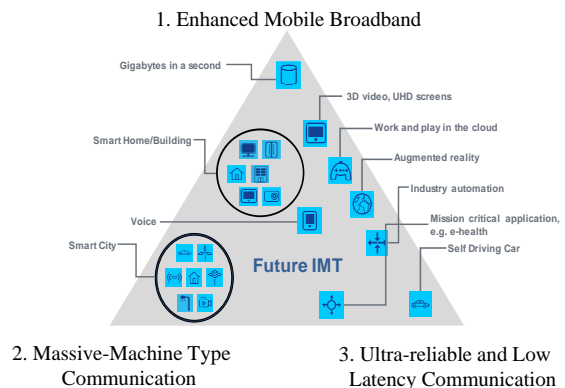 1. Enhanced Mobile Broadband
Gigabytes in a second
3D video, UHD screens
Smart Home/Building
Work and play in the cloud
Augmented reality
Industry automation
Voice
Mission critical application,
e.g. e-health
Smart City
Self Driving Car
Future IMT
2. Massive-Machine Type
Communication
3. Ultra-reliable and Low
Latency Communication